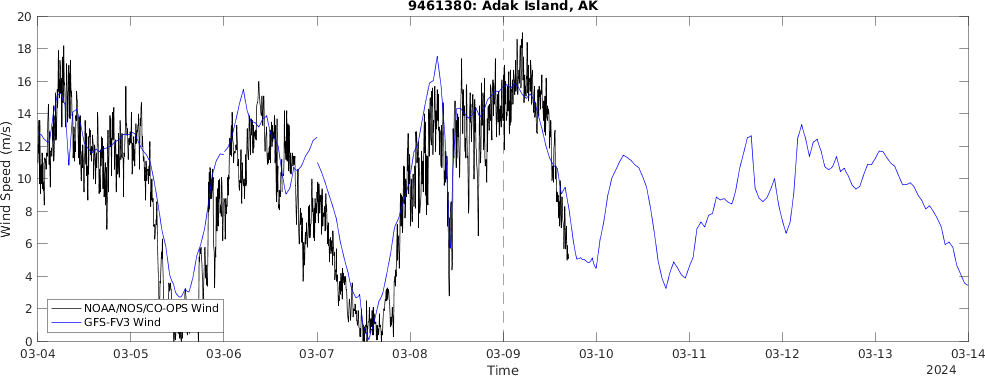 9461380: Adak Island, AK
Wind Speed (m/s)
20
18
16
14
12
10
8
6
4
2
0
NOAA/NOS/CO-OPS Wind
GFS-FV3 Wind
03-04 03-05 03-06 03-07 03-08 03-09 03-10 03-11 03-12 03-13 03-14
Time
2024